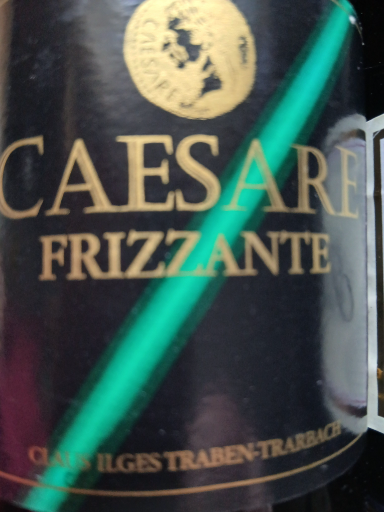 CAESARE
CAESARE
FRIZZANTE
CLAUS ILGES TRABEN-TRARBACH